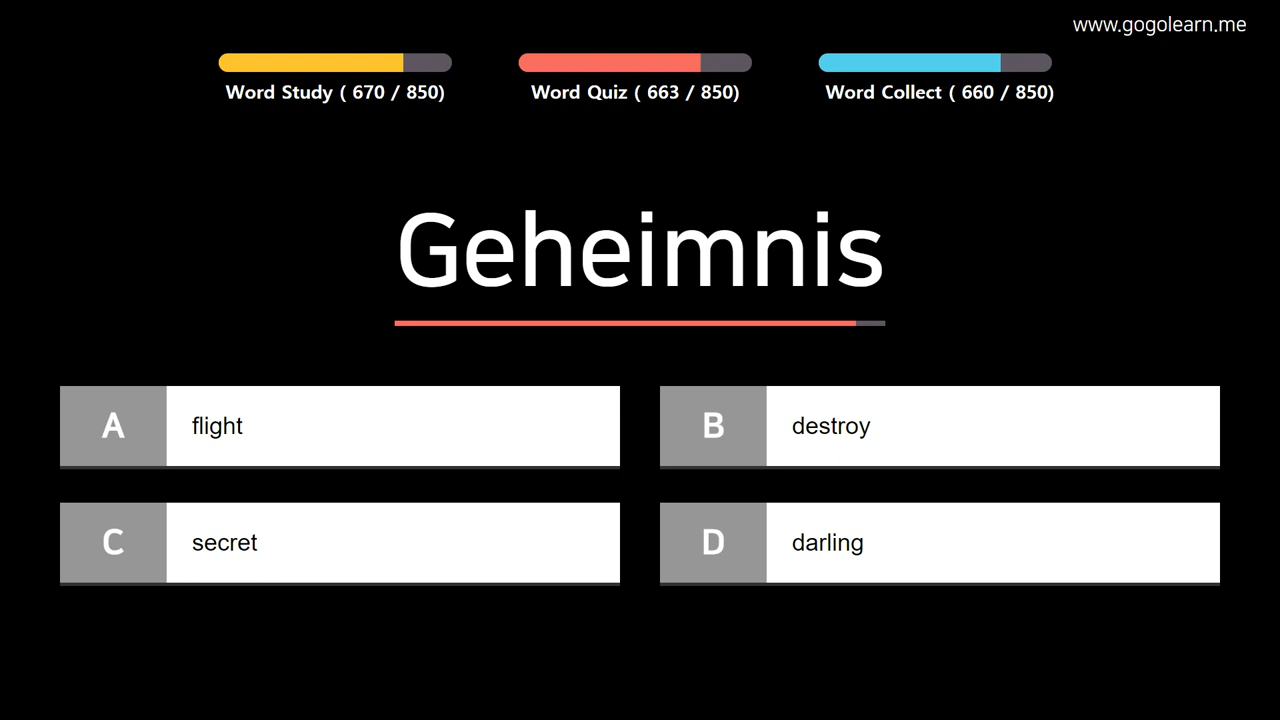 www.gogolearn.me
Word Study ( 670 / 850)
Word Quiz ( 663 / 850)
Word Collect ( 660 / 850)
Geheimnis
A flight
B destroy
C secret
D darling